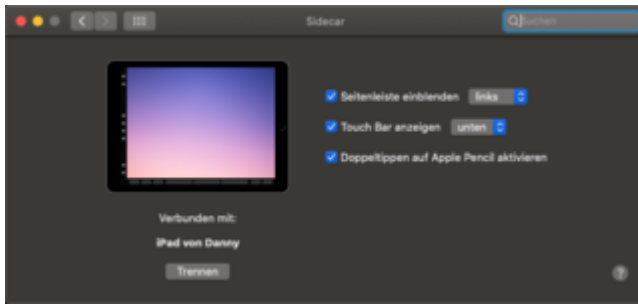 Sidecar
Suchen
Seitenleiste einblenden links
Touch Bar anzeigen unten
Doppeltippen auf Apple Pencil aktivieren
Verbunden mit:
iPad von Danny
Trennen
?